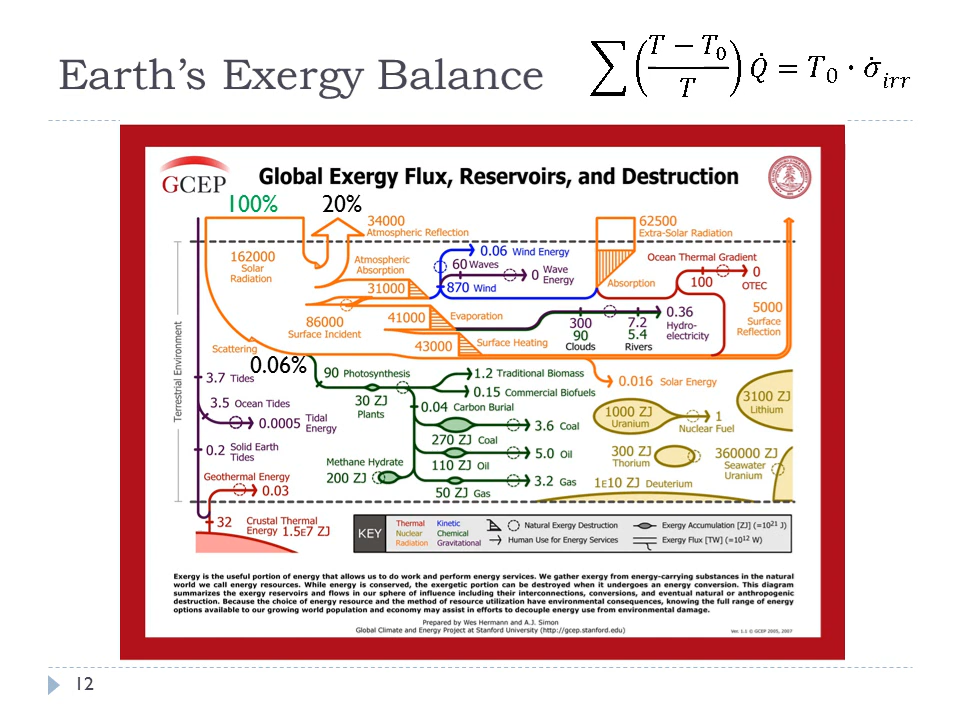 Earth's Exergy Balance
∑ ( (T − T₀) / T ) Q̇ = T₀ · σ̇ᵢᵣᵣ
GCEP
Global Exergy Flux, Reservoirs, and Destruction
100%
20%
34000
Atmospheric Reflection
62500
Extra-Solar Radiation
162000
Solar
Radiation
Atmospheric
Absorption
31000
0.06 Wind Energy
60 Waves
0 Wave
Energy
870 Wind
Absorption
Ocean Thermal Gradient
100
0
OTEC
86000
Surface Incident
41000
Evaporation
43000
Surface Heating
300
90
Clouds
7.2
5.4
Rivers
0.36
Hydro-
electricity
5000
Surface
Reflection
Scattering
0.06%
Terrestrial Environment
3.7 Tides
3.5 Ocean Tides
0.0005 Tidal
Energy
0.2 Solid Earth
Tides
Geothermal Energy
0.03
32 Crustal Thermal
Energy 1.5E7 ZJ
90 Photosynthesis
30 ZJ
Plants
1.2 Traditional Biomass
0.15 Commercial Biofuels
0.04 Carbon Burial
3.6 Coal
270 ZJ Coal
5.0 Oil
110 ZJ Oil
3.2 Gas
50 ZJ Gas
Methane Hydrate
200 ZJ
0.016 Solar Energy
1000 ZJ
Uranium
1
Nuclear Fuel
3100 ZJ
Lithium
300 ZJ
Thorium
360000 ZJ
Seawater
Uranium
1E10 ZJ Deuterium
KEY
Thermal
Nuclear
Radiation
Kinetic
Chemical
Gravitational
Natural Exergy Destruction
Human Use for Energy Services
Exergy Accumulation [ZJ] (=10²¹ J)
Exergy Flux [TW] (=10¹² W)
Exergy is the useful portion of energy that allows us to do work and perform energy services. We gather exergy from energy-carrying substances in the natural
world we call energy resources. While energy is conserved, the exergetic portion can be destroyed when it undergoes an energy conversion. This diagram
summarizes the exergy reservoirs and flows in our sphere of influence including their interconnections, conversions, and eventual natural or anthropogenic
destruction. Because the choice of energy resource and the method of resource utilization have environmental consequences, knowing the full range of energy
options available to our growing world population and economy may assist in efforts to decouple energy use from environmental damage.
Prepared by Wes Hermann and A.J. Simon
Global Climate and Energy Project at Stanford University (http://gcep.stanford.edu)
Ver. 1.1 © GCEP 2005, 2007
12